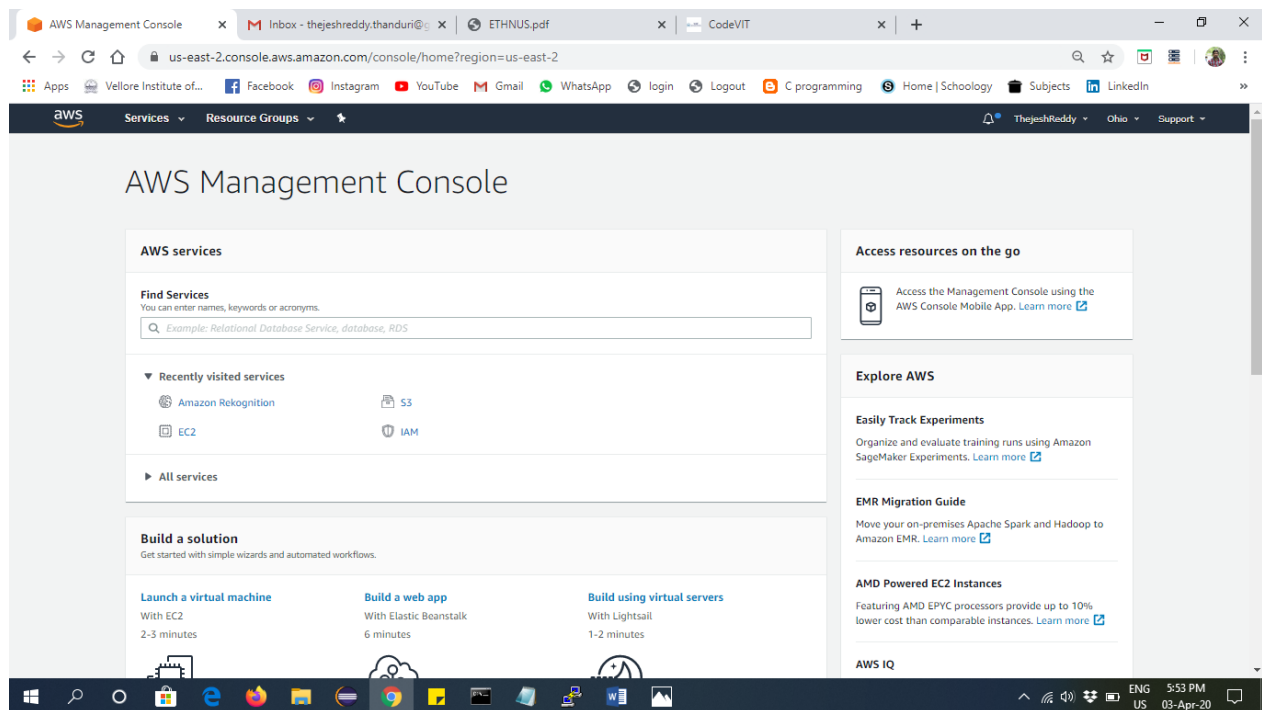 AWS Management Console
Inbox - thejeshreddy.thanduri@g
ETHNUS.pdf
CodeVIT
us-east-2.console.aws.amazon.com/console/home?region=us-east-2
Apps Vellore Institute of... Facebook Instagram YouTube Gmail WhatsApp login Logout C programming Home | Schoology Subjects LinkedIn »
aws Services Resource Groups ThejeshReddy Ohio Support
AWS Management Console
AWS services
Find Services
You can enter names, keywords or acronyms.
Example: Relational Database Service, database, RDS
Recently visited services
Amazon Rekognition S3
EC2 IAM
All services
Build a solution
Get started with simple wizards and automated workflows.
Launch a virtual machine Build a web app Build using virtual servers
With EC2 With Elastic Beanstalk With Lightsail
2-3 minutes 6 minutes 1-2 minutes
Access resources on the go
Access the Management Console using the
AWS Console Mobile App. Learn more
Explore AWS
Easily Track Experiments
Organize and evaluate training runs using Amazon
SageMaker Experiments. Learn more
EMR Migration Guide
Move your on-premises Apache Spark and Hadoop to
Amazon EMR. Learn more
AMD Powered EC2 Instances
Featuring AMD EPYC processors provide up to 10%
lower cost than comparable instances. Learn more
AWS IQ
ENG 5:53 PM
US 03-Apr-20